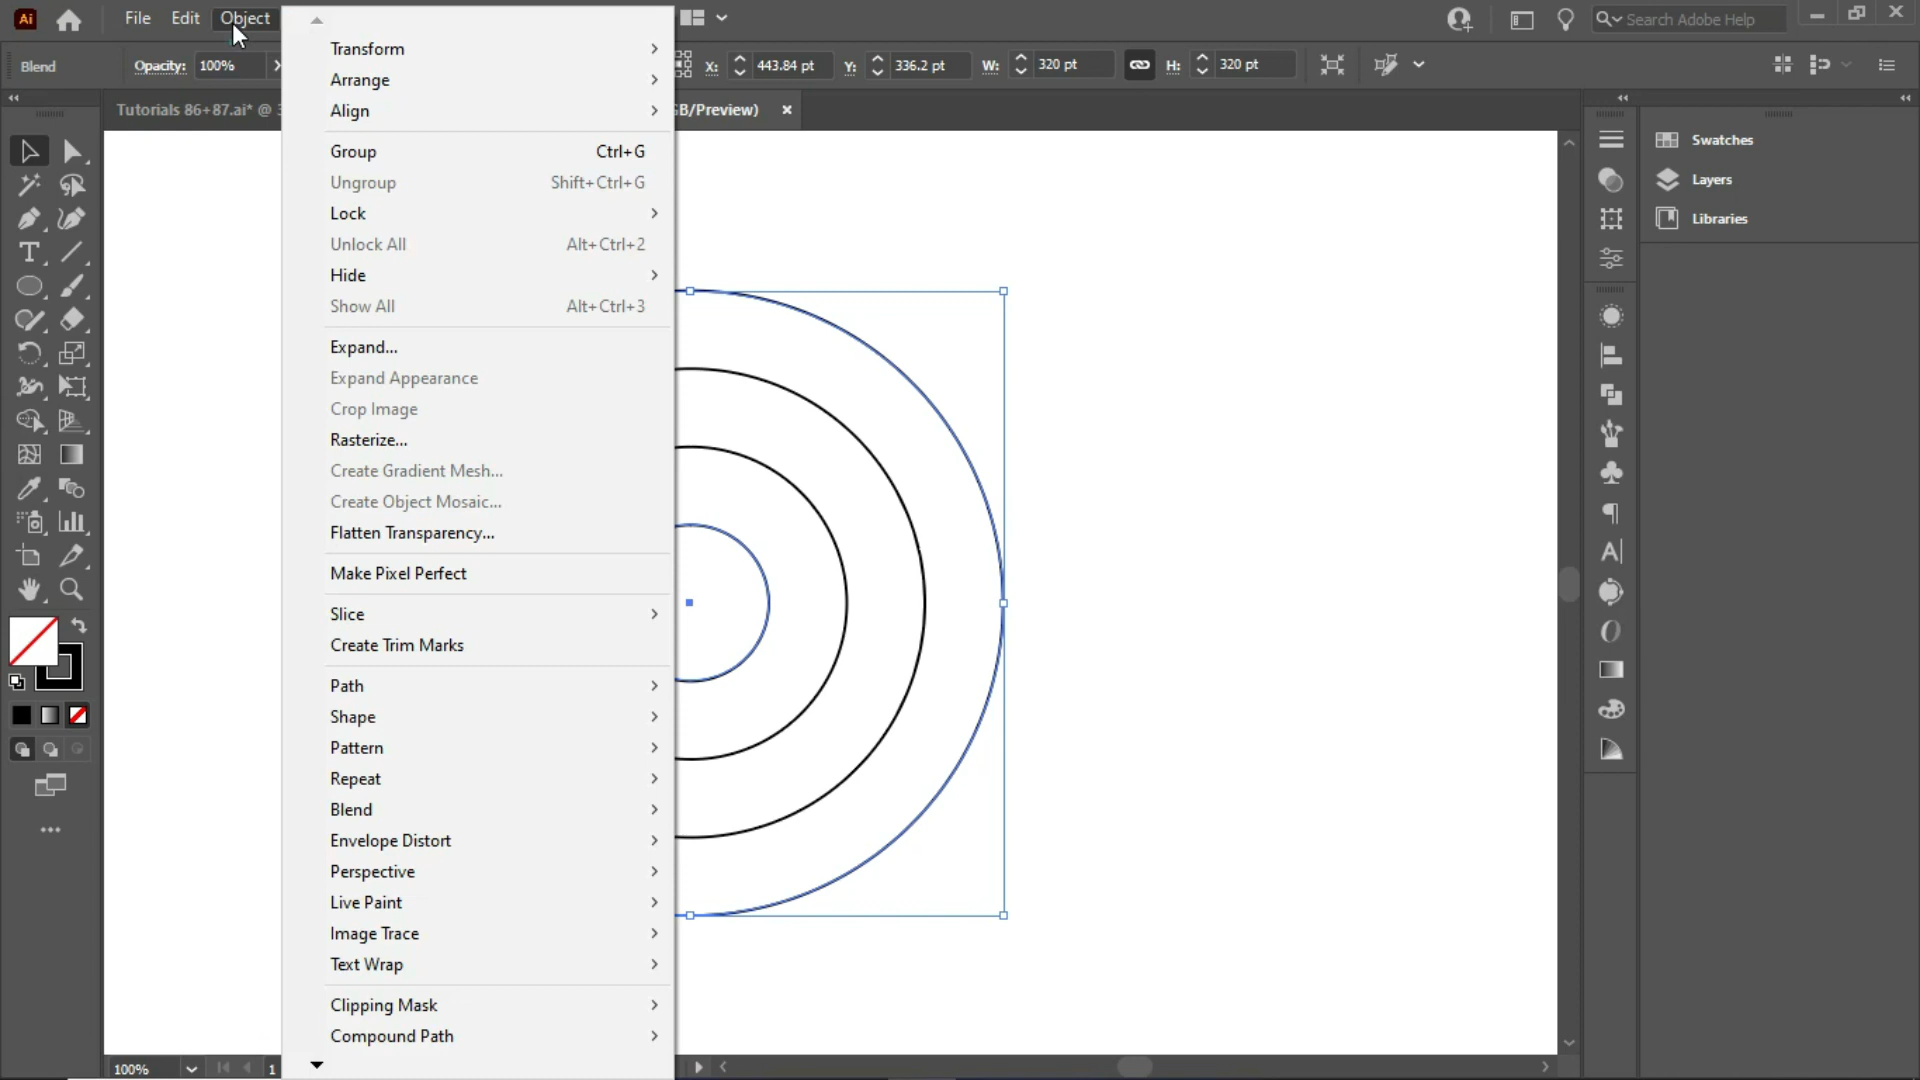 Ai
File
Edit
Object
Search Adobe Help
Blend
Opacity:
100%
X:
443.84 pt
Y:
336.2 pt
W:
320 pt
H:
320 pt
Tutorials 86+87.ai* @
GB/Preview)
Transform
Arrange
Align
Group Ctrl+G
Ungroup Shift+Ctrl+G
Lock
Unlock All Alt+Ctrl+2
Hide
Show All Alt+Ctrl+3
Expand...
Expand Appearance
Crop Image
Rasterize...
Create Gradient Mesh...
Create Object Mosaic...
Flatten Transparency...
Make Pixel Perfect
Slice
Create Trim Marks
Path
Shape
Pattern
Repeat
Blend
Envelope Distort
Perspective
Live Paint
Image Trace
Text Wrap
Clipping Mask
Compound Path
Swatches
Layers
Libraries
100%
1